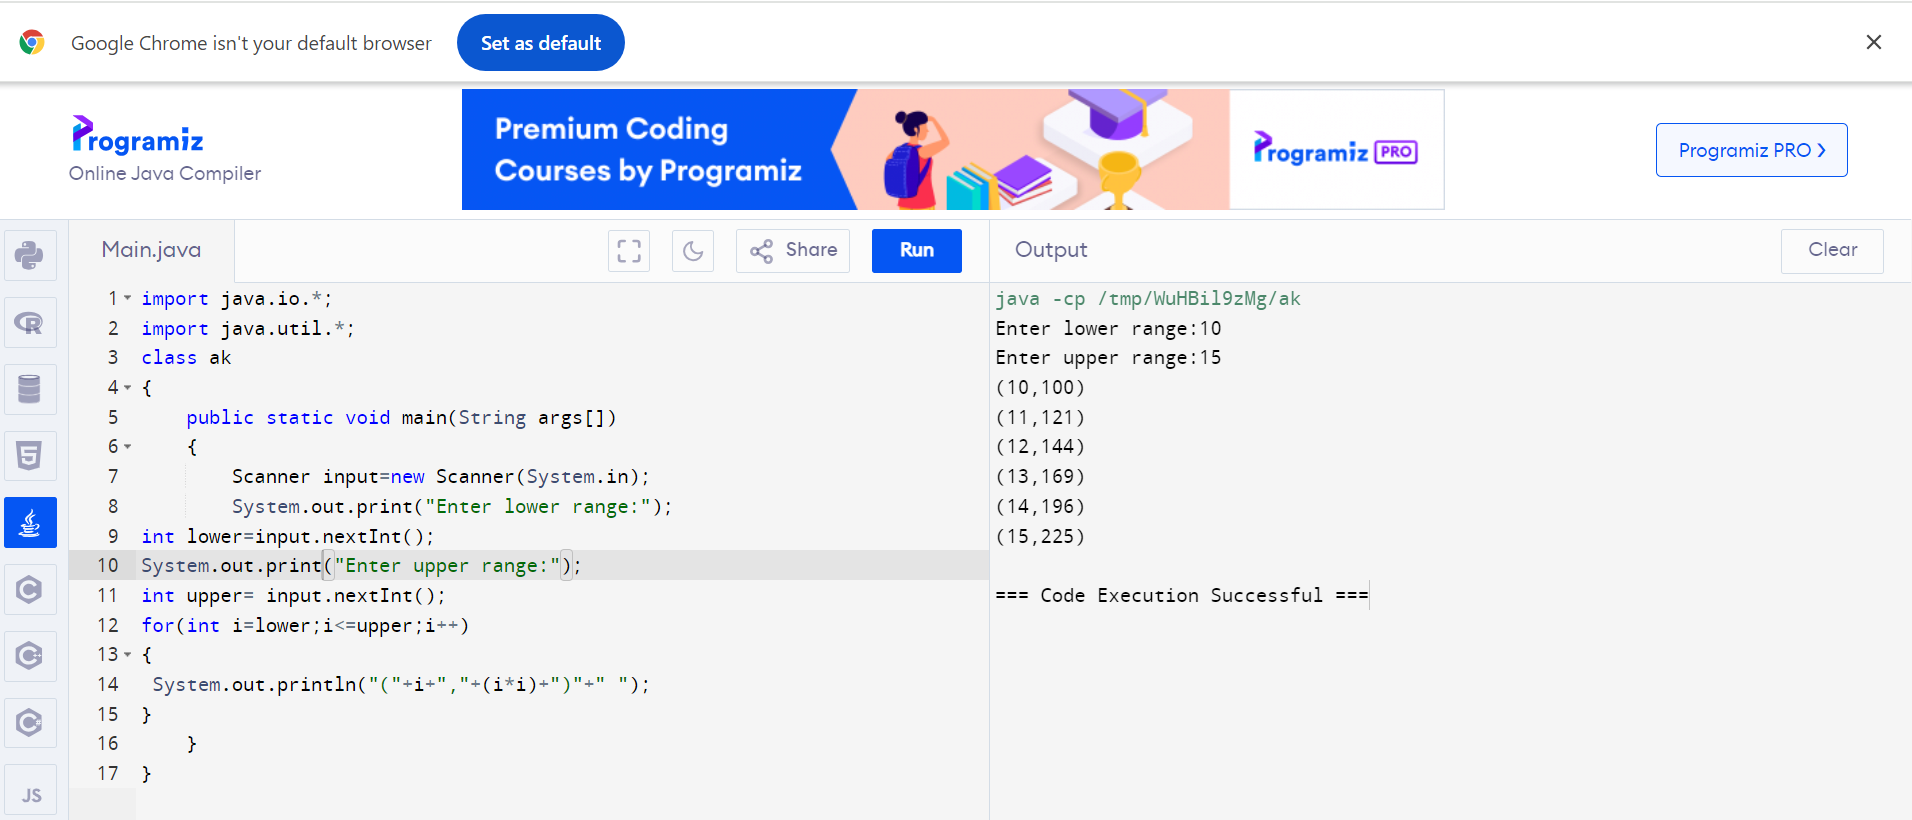 Google Chrome isn't your default browser
Set as default
Programiz
Online Java Compiler
Premium Coding
Courses by Programiz
Programiz PRO
Programiz PRO
Main.java
Share
Run
Output
Clear
1 import java.io.*;
2 import java.util.*;
3 class ak
4 {
5 public static void main(String args[])
6 {
7 Scanner input=new Scanner(System.in);
8 System.out.print("Enter lower range:");
9 int lower=input.nextInt();
10 System.out.print("Enter upper range:");
11 int upper= input.nextInt();
12 for(int i=lower;i<=upper;i++)
13 {
14 System.out.println("("+i+","+(i*i)+")"+" ");
15 }
16 }
17 }
java -cp /tmp/WuHBil9zMg/ak
Enter lower range:10
Enter upper range:15
(10,100)
(11,121)
(12,144)
(13,169)
(14,196)
(15,225)
=== Code Execution Successful ===
R
5
C
C
C
JS